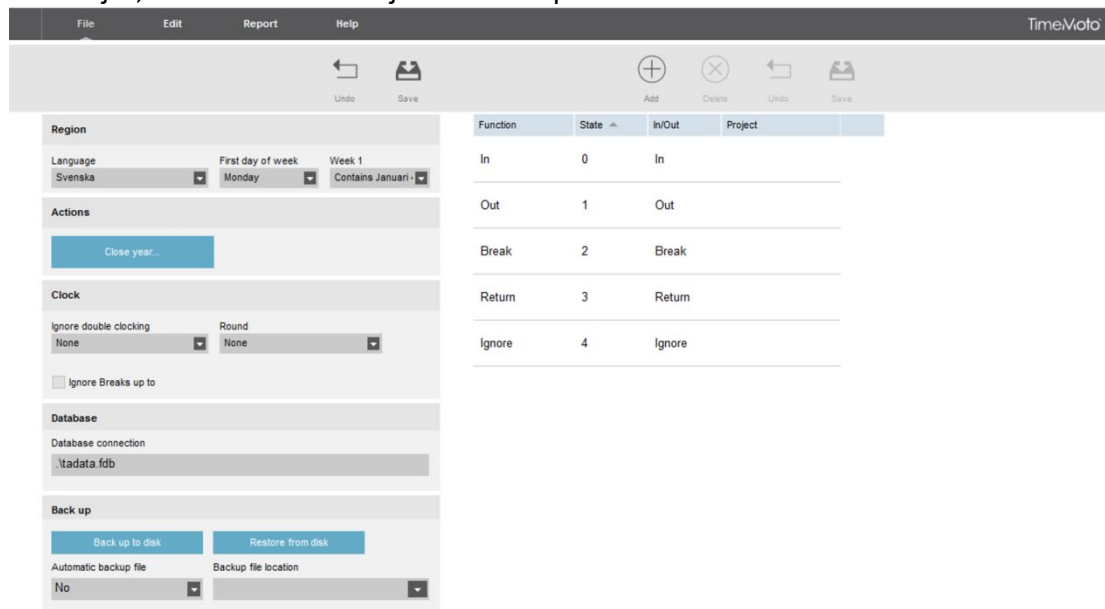 File Edit Report Help TimeMoto
Undo Save Add Delete Undo Save
Region
Language First day of week Week 1
Svenska Monday Contains Januari
Actions
Close year...
Clock
Ignore double clocking Round
None None
Ignore Breaks up to
Database
Database connection
.\tadata.fdb
Back up
Back up to disk Restore from disk
Automatic backup file Backup file location
No
Function State In/Out Project
In 0 In
Out 1 Out
Break 2 Break
Return 3 Return
Ignore 4 Ignore